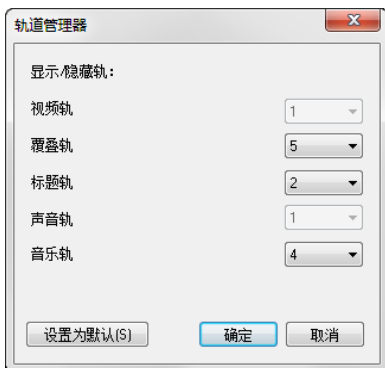 轨道管理器
显示/隐藏轨:
视频轨 1
覆叠轨 5
标题轨 2
声音轨 1
音乐轨 4
设置为默认(S) 确定 取消